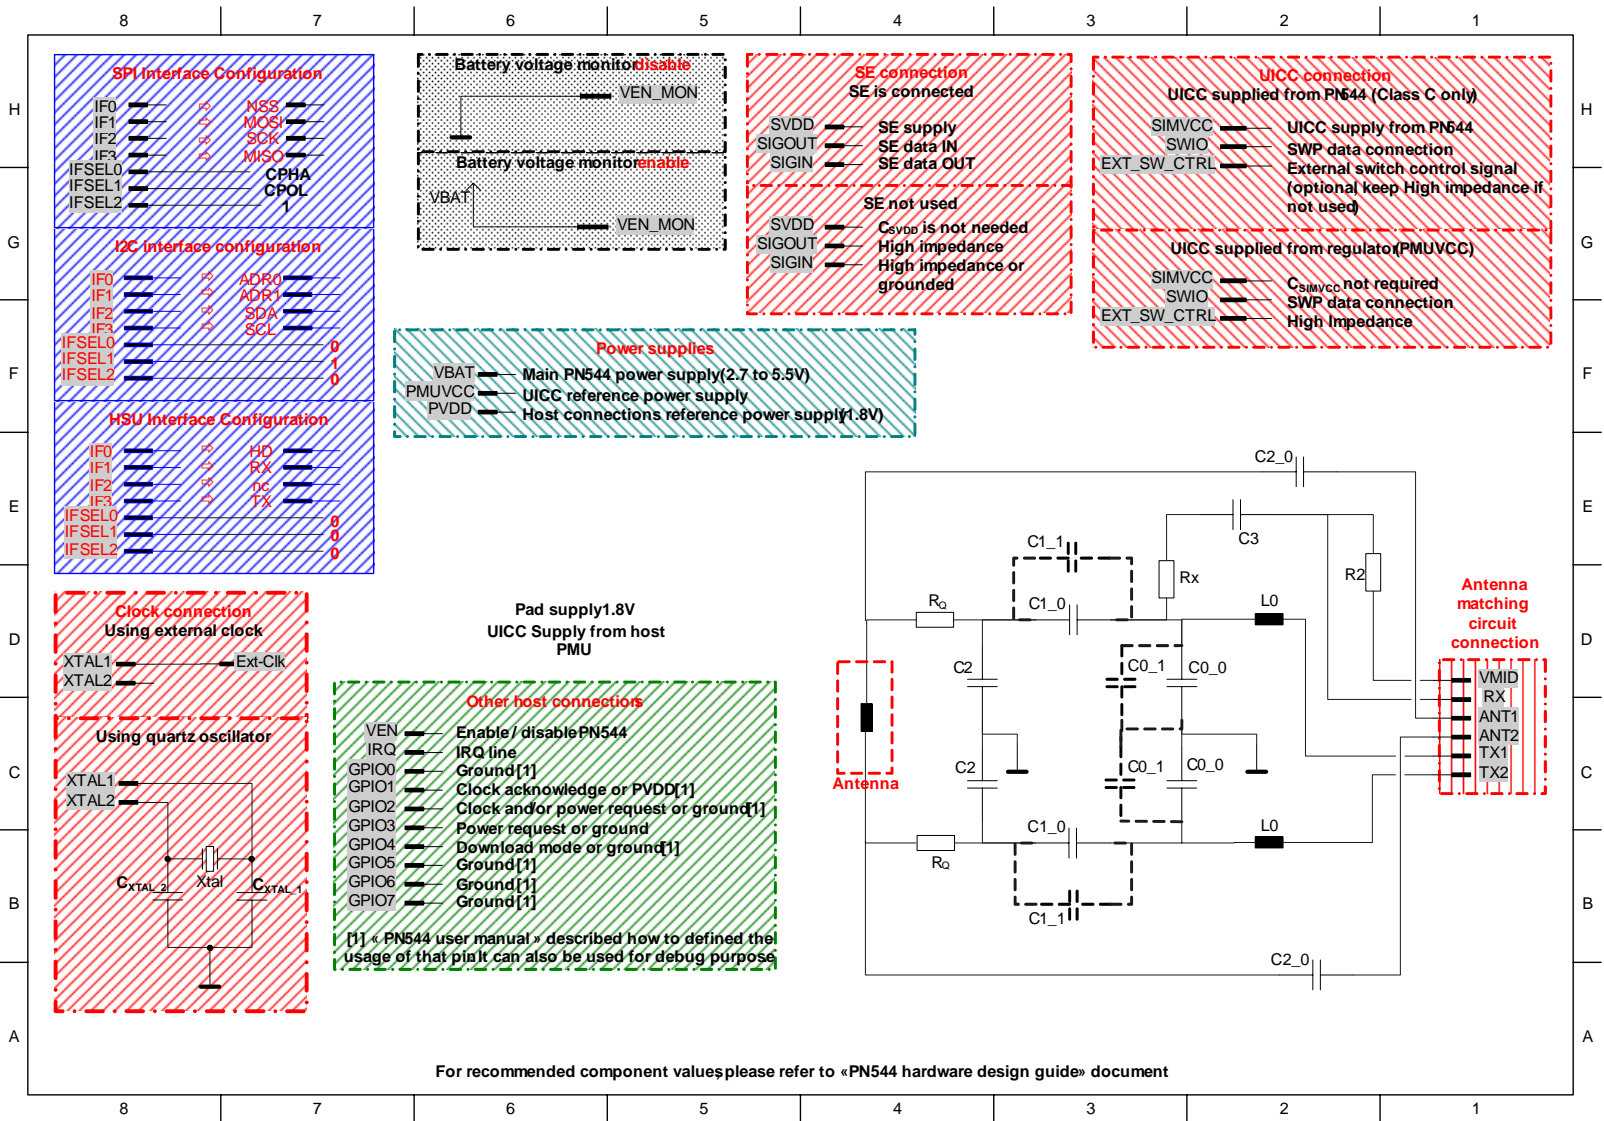 8 7 6 5 4 3 2 1
H
G
F
E
D
C
B
A
SPI Interface Configuration
IF0 ⇨ NSS
IF1 MOSI
IF2 ⇨ SCK
IF3 ⇨ MISO
IFSEL0 CPHA
IFSEL1 CPOL
IFSEL2 1
I2C interface configuration
IF0 ⇨ ADR0
IF1 ⇨ ADR1
IF2 ⇨ SDA
IF3 ⇨ SCL
IFSEL0 0
IFSEL1 1
IFSEL2 0
HSU Interface Configuration
IF0 ⇨ HD
IF1 ⇨ RX
IF2 ⇨ nc
IF3 ⇨ TX
IFSEL0 0
IFSEL1 0
IFSEL2 0
Clock connection
Using external clock
XTAL1 Ext-Clk
XTAL2
Using quartz oscillator
XTAL1
XTAL2
CXTAL_2 Xtal CXTAL_1
Battery voltage monitor disable
VEN_MON
Battery voltage monitor enable
VBAT
VEN_MON
SE connection
SE is connected
SVDD SE supply
SIGOUT SE data IN
SIGIN SE data OUT
SE not used
SVDD CSVDD is not needed
SIGOUT High impedance
SIGIN High impedance or
grounded
UICC connection
UICC supplied from PN544 (Class C only)
SIMVCC UICC supply from PN544
SWIO SWP data connection
EXT_SW_CTRL External switch control signal
(optional, keep High impedance if
not used)
UICC supplied from regulator (PMUVCC)
SIMVCC CSIMVCC not required
SWIO SWP data connection
EXT_SW_CTRL High Impedance
Power supplies
VBAT Main PN544 power supply (2.7 to 5.5V)
PMUVCC UICC reference power supply
PVDD Host connections reference power supply (1.8V)
Pad supply 1.8V
UICC Supply from host
PMU
Other host connections
VEN Enable / disable PN544
IRQ IRQ line
GPIO0 Ground [1]
GPIO1 Clock acknowledge or PVDD [1]
GPIO2 Clock and/or power request or ground [1]
GPIO3 Power request or ground
GPIO4 Download mode or ground [1]
GPIO5 Ground [1]
GPIO6 Ground [1]
GPIO7 Ground [1]
[1] « PN544 user manual » described how to defined the
usage of that pin. It can also be used for debug purpose
C2_0
C3
C1_1
Rx
R2
RQ C1_0 L0
C2 C0_1 C0_0
Antenna
C2 C0_1 C0_0
RQ C1_0 L0
C1_1
C2_0
Antenna
matching
circuit
connection
VMID
RX
ANT1
ANT2
TX1
TX2
For recommended component values, please refer to «PN544 hardware design guide» document
H
G
F
E
D
C
B
A
8 7 6 5 4 3 2 1